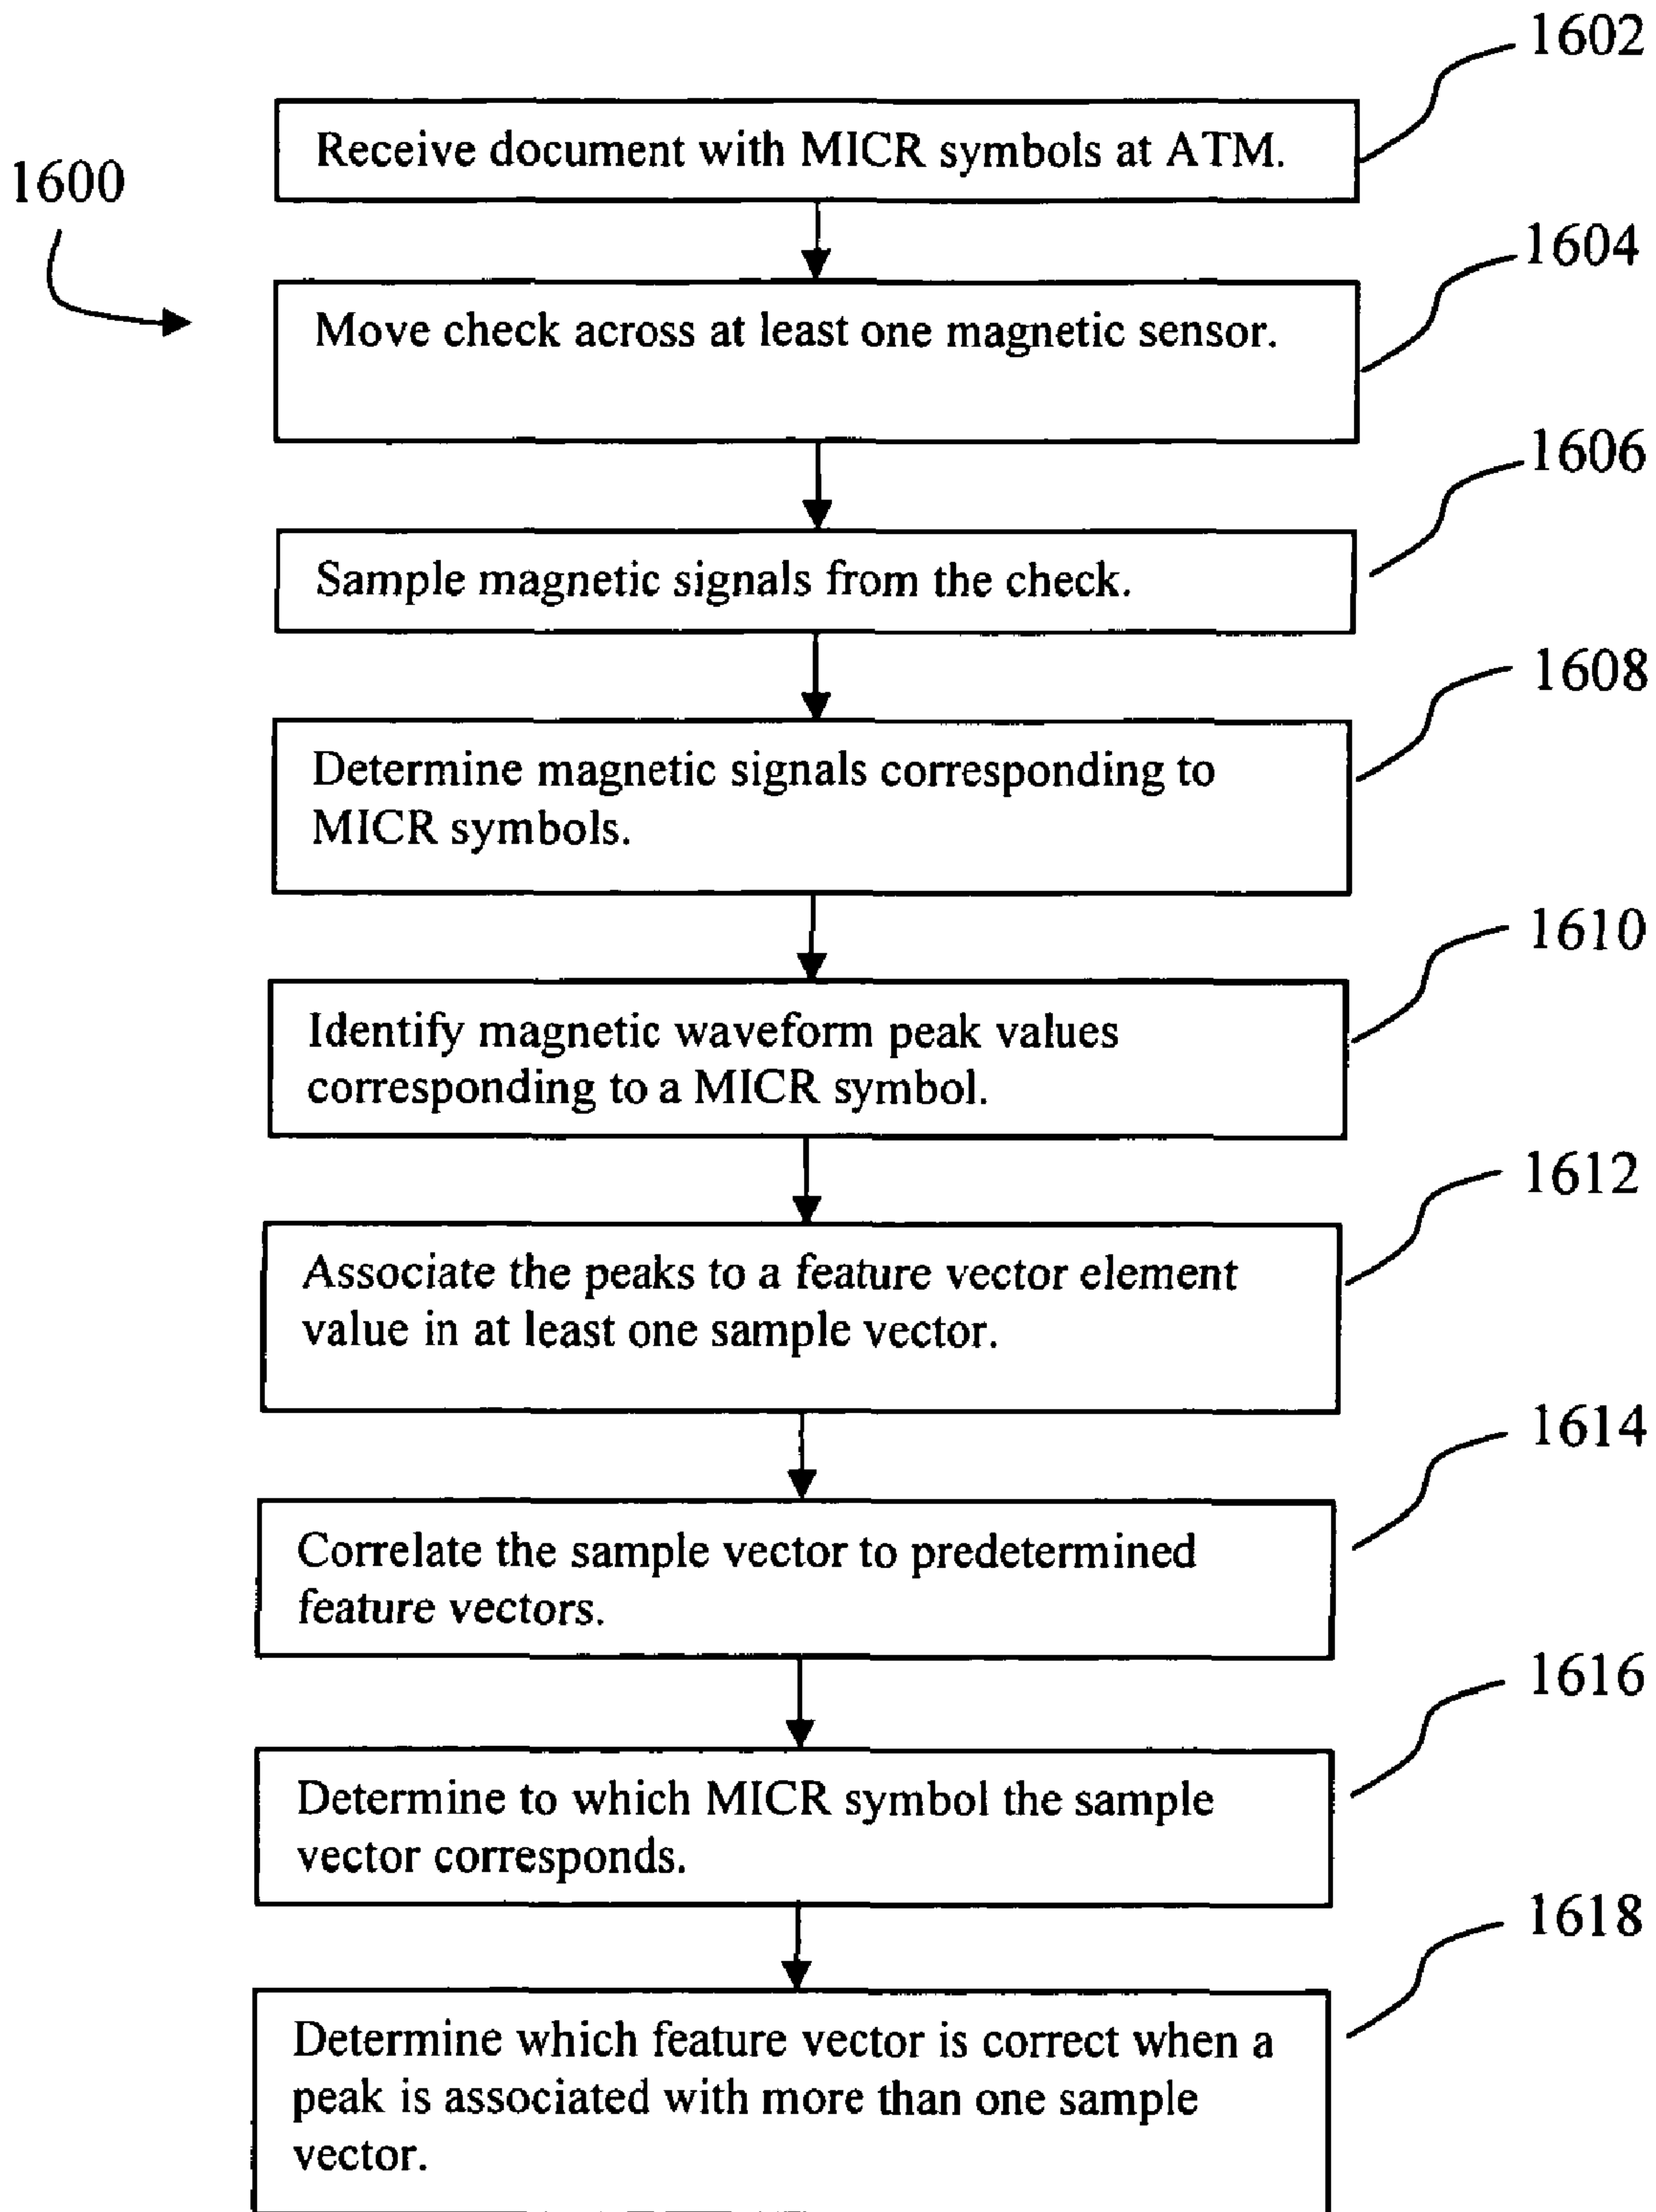 1602
Receive document with MICR symbols at ATM.
1600
1604
Move check across at least one magnetic sensor.
1606
Sample magnetic signals from the check.
1608
Determine magnetic signals corresponding to
MICR symbols.
1610
Identify magnetic waveform peak values
corresponding to a MICR symbol.
1612
Associate the peaks to a feature vector element
value in at least one sample vector.
1614
Correlate the sample vector to predetermined
feature vectors.
1616
Determine to which MICR symbol the sample
vector corresponds.
1618
Determine which feature vector is correct when a
peak is associated with more than one sample
vector.